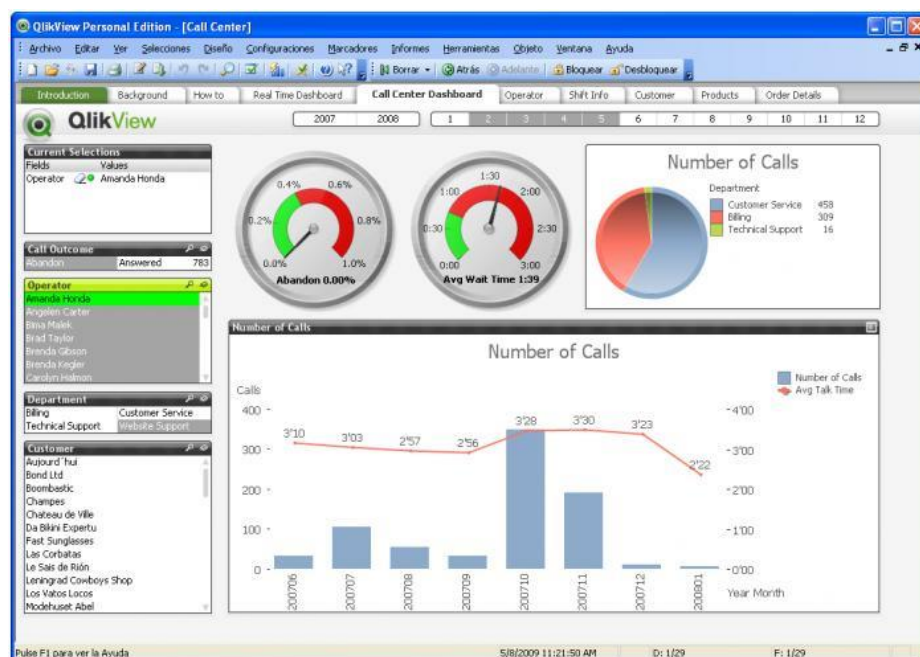 QlikView Personal Edition - [Call Center]
Archivo Editar Ver Selecciones Diseño Configuraciones Marcadores Informes Herramientas Objeto Ventana Ayuda
Borrar Atrás Adelante Bloquear Desbloquear
Introduction Background How to Real Time Dashboard Call Center Dashboard Operator Shift Info Customer Products Order Details
QlikView 2007 2008 1 2 3 4 5 6 7 8 9 10 11 12
Current Selections
Fields Values
Operator Amanda Honda
Call Outcome
Abandon Answered 783
Operator
Amanda Honda
Angelen Carter
Bima Malek
Brad Taylor
Brenda Gibson
Brenda Kegler
Carolyn Halmon
Department
Billing Customer Service
Technical Support Website Support
Customer
Aujourd´hui
Bond Ltd
Boombastic
Champes
Chateau de Ville
Da Bikini Expertu
Fast Sunglasses
Las Corbatas
Le Sais de Rión
Leningrad Cowboys Shop
Los Vatos Locos
Modehuset Abel
0.0% 0.2% 0.4% 0.6% 0.8% 1.0%
Abandon 0.00%
0:00 0:30 1:00 1:30 2:00 2:30 3:00
Avg Wait Time 1:39
Number of Calls
Department
Customer Service 458
Billing 309
Technical Support 16
Number of Calls
Number of Calls
Number of Calls
Avg Talk Time
Calls
400 4'00
300 3'00
200 2'00
100 1'00
0 0'00
3'10 3'03 2'57 2'56 3'28 3'30 3'23 2'22
200706 200707 200708 200709 200710 200711 200712 200801
Year Month
Pulse F1 para ver la Ayuda 5/8/2009 11:21:50 AM D: 1/29 F: 1/29